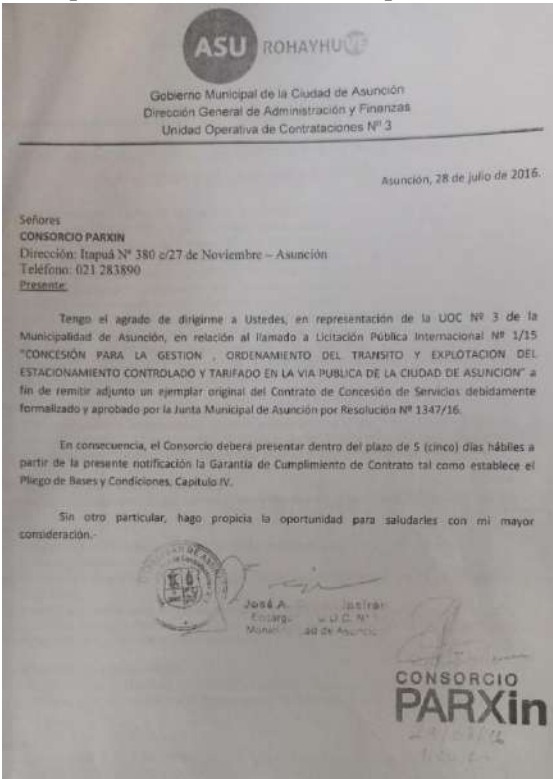 ASU ROHAYHUVE
Gobierno Municipal de la Ciudad de Asunción
Dirección General de Administración y Finanzas
Unidad Operativa de Contrataciones Nº 3
Asunción, 28 de julio de 2016.
Señores
CONSORCIO PARXIN
Dirección: Itapuá Nº 380 c/27 de Noviembre – Asunción
Teléfono: 021 283890
Presente:
Tengo el agrado de dirigirme a Ustedes, en representación de la UOC Nº 3 de la
Municipalidad de Asunción, en relación al llamado a Licitación Pública Internacional Nº 1/15
"CONCESIÓN PARA LA GESTION , ORDENAMIENTO DEL TRANSITO Y EXPLOTACION DEL
ESTACIONAMIENTO CONTROLADO Y TARIFADO EN LA VIA PUBLICA DE LA CIUDAD DE ASUNCION" a
fin de remitir adjunto un ejemplar original del Contrato de Concesión de Servicios debidamente
formalizado y aprobado por la Junta Municipal de Asunción por Resolución Nº 1347/16.
En consecuencia, el Consorcio deberá presentar dentro del plazo de 5 (cinco) días hábiles a
partir de la presente notificación la Garantía de Cumplimiento de Contrato tal como establece el
Pliego de Bases y Condiciones, Capítulo IV.
Sin otro particular, hago propicia la oportunidad para saludarles con mi mayor
consideración.-
José A.
U.O.C. Nº
CONSORCIO
PARXin